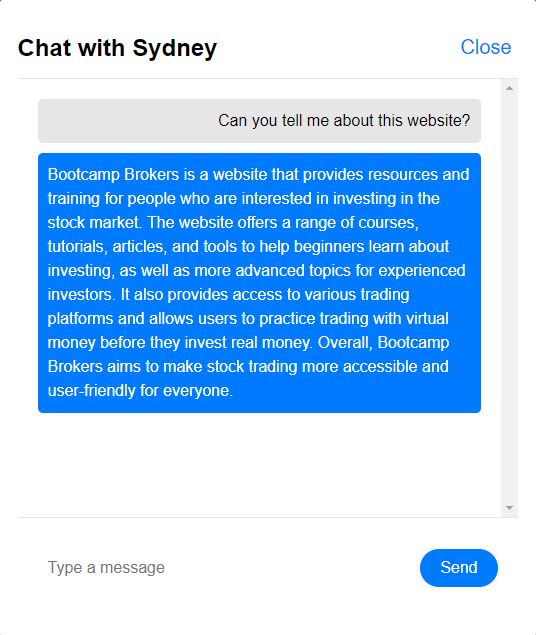 Chat with Sydney
Close
Can you tell me about this website?
Bootcamp Brokers is a website that provides resources and
training for people who are interested in investing in the
stock market. The website offers a range of courses,
tutorials, articles, and tools to help beginners learn about
investing, as well as more advanced topics for experienced
investors. It also provides access to various trading
platforms and allows users to practice trading with virtual
money before they invest real money. Overall, Bootcamp
Brokers aims to make stock trading more accessible and
user-friendly for everyone.
Type a message
Send